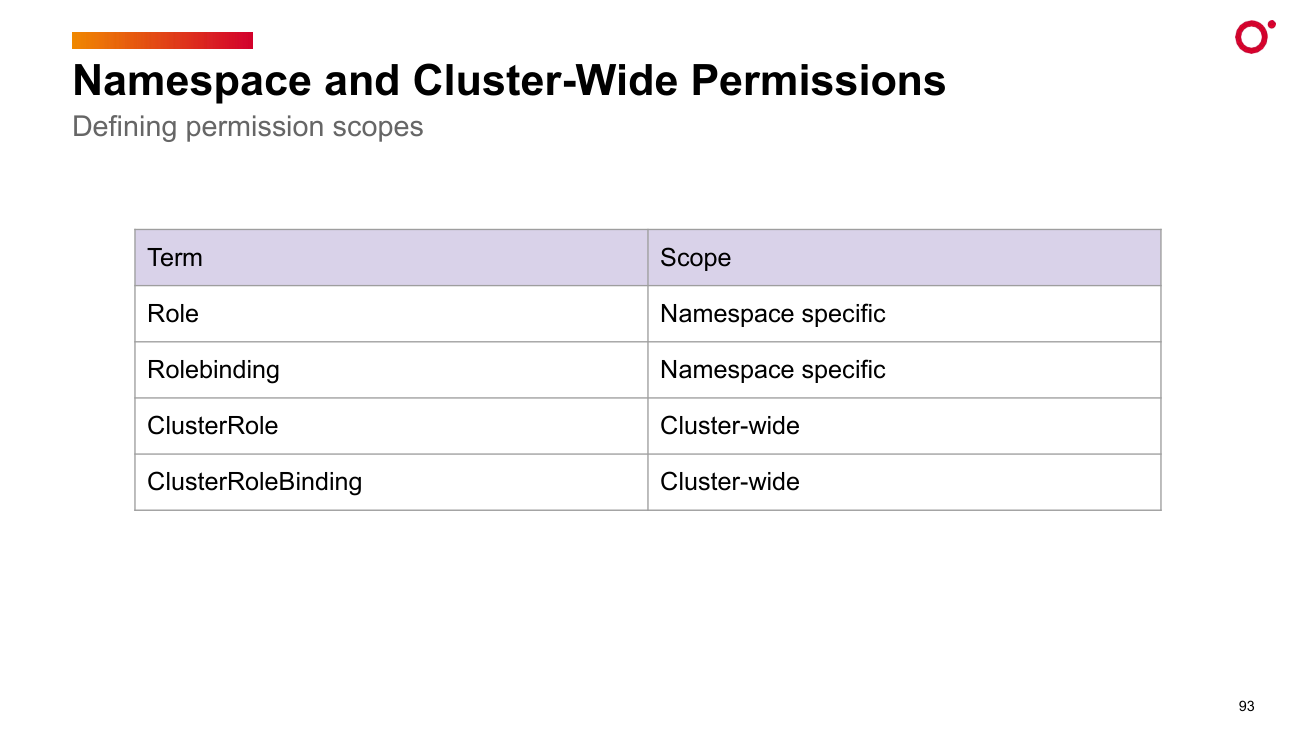 Namespace and Cluster-Wide Permissions
Defining permission scopes
Term Scope
Role Namespace specific
Rolebinding Namespace specific
ClusterRole Cluster-wide
ClusterRoleBinding Cluster-wide
93